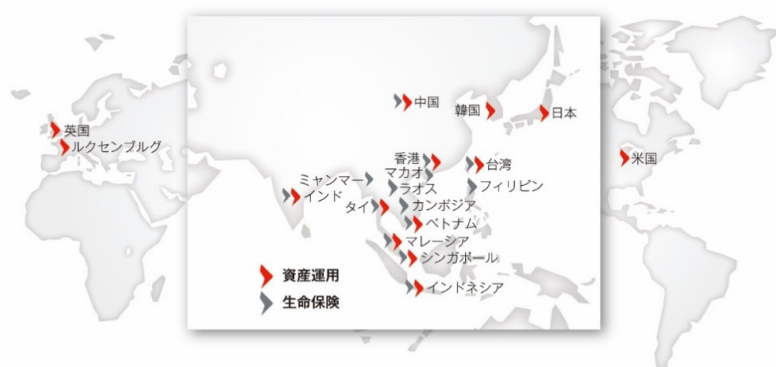 中国
韓国
日本
英国
ルクセンブルグ
香港
マカオ
台湾
米国
ミャンマー
ラオス
フィリピン
インド
タイ
カンボジア
ベトナム
マレーシア
シンガポール
インドネシア
資産運用
生命保険